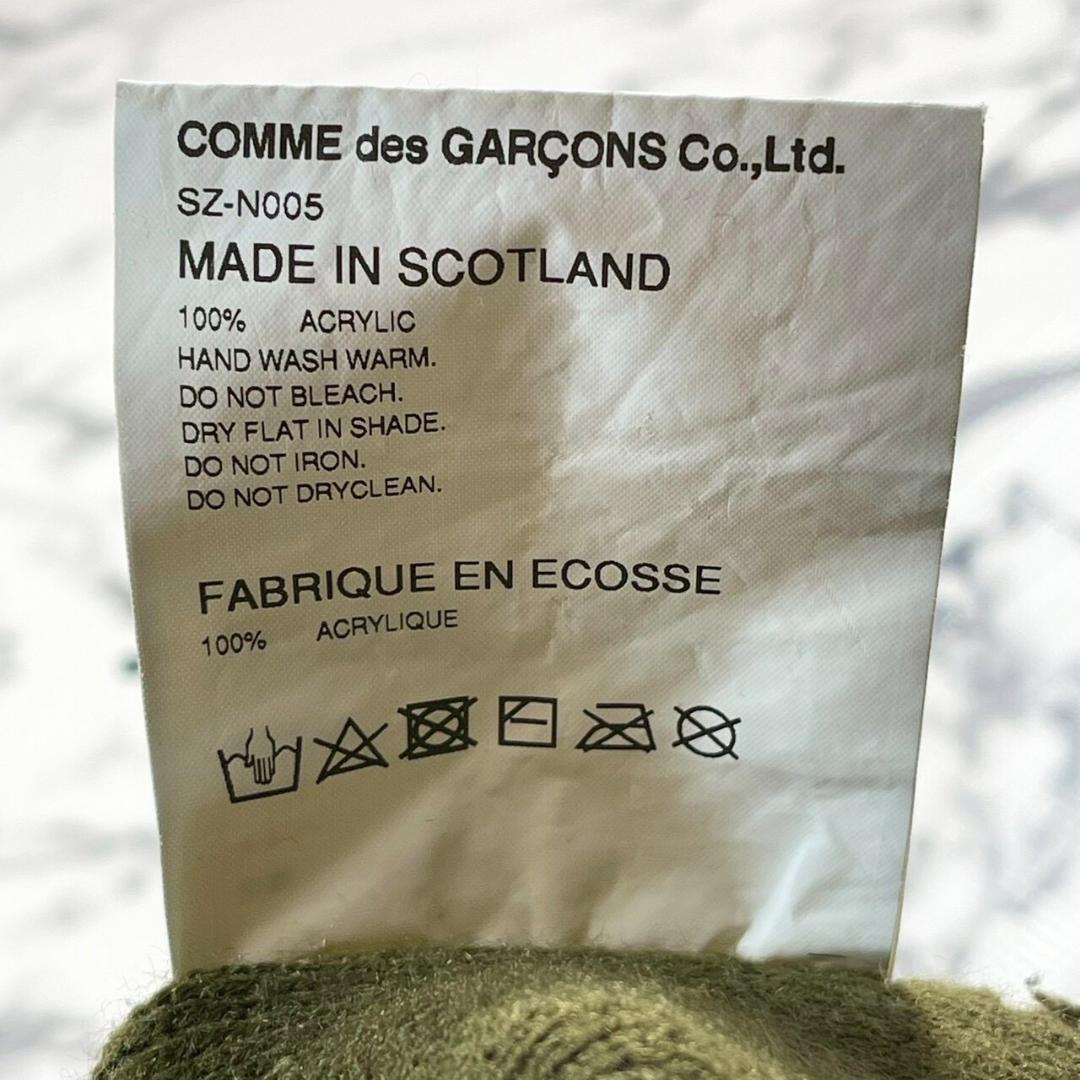 COMME des GARÇONS Co.,Ltd.
SZ-N005
MADE IN SCOTLAND
100% ACRYLIC
HAND WASH WARM.
DO NOT BLEACH.
DRY FLAT IN SHADE.
DO NOT IRON.
DO NOT DRYCLEAN.
FABRIQUE EN ECOSSE
100% ACRYLIQUE